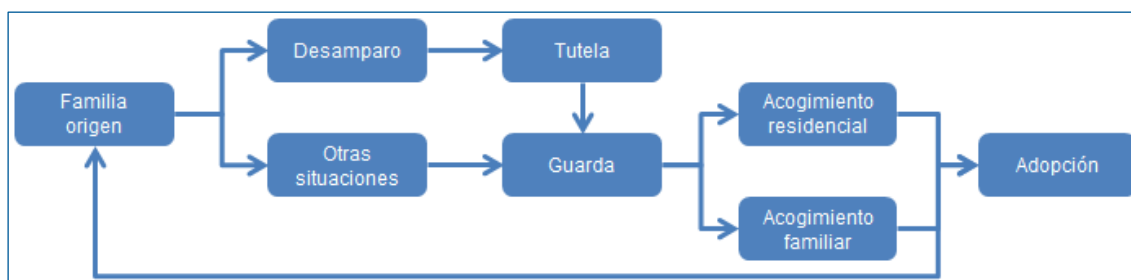 Familia
origen
Desamparo
Tutela
Otras
situaciones
Guarda
Acogimiento
residencial
Acogimiento
familiar
Adopción